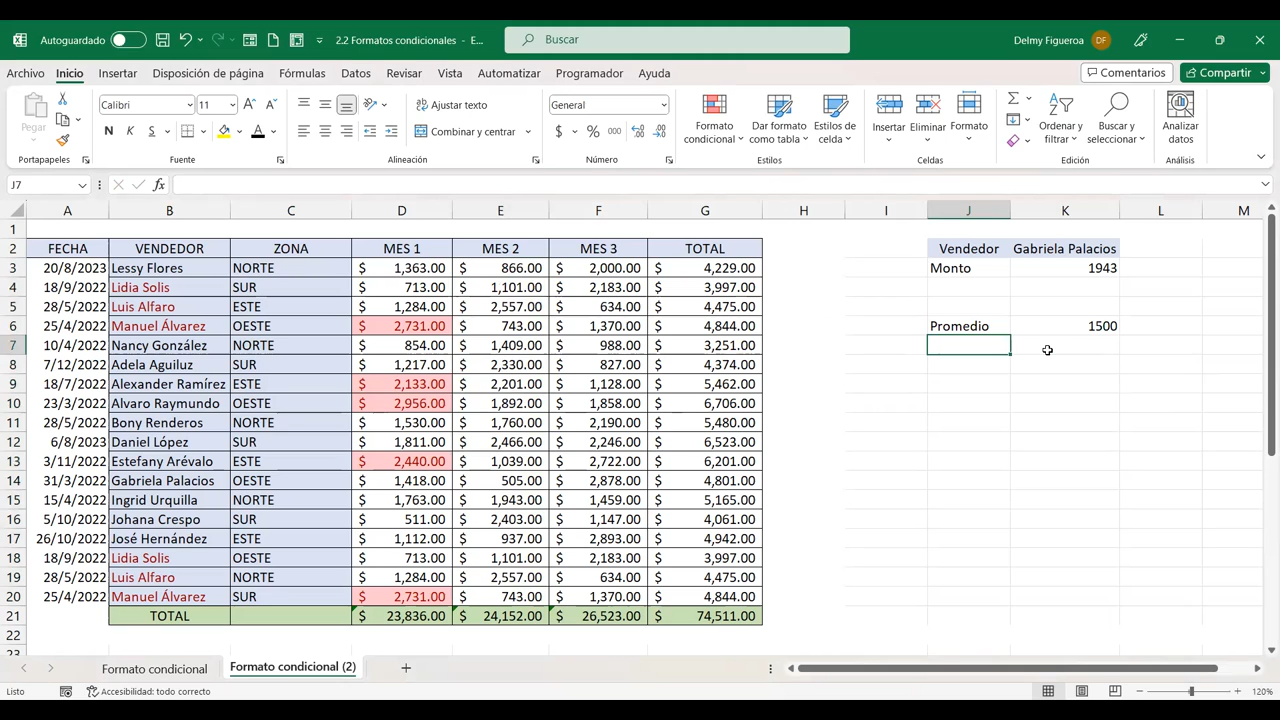 Autoguardado 2.2 Formatos condicionales - E... Buscar Delmy Figueroa DF
Archivo Inicio Insertar Disposición de página Fórmulas Datos Revisar Vista Automatizar Programador Ayuda Comentarios Compartir
Pegar Calibri 11 Ajustar texto General Formato condicional Dar formato como tabla Estilos de celda Insertar Eliminar Formato Ordenar y filtrar Buscar y seleccionar Analizar datos
N K S A Combinar y centrar $ % 000
Portapapeles Fuente Alineación Número Estilos Celdas Edición Análisis
J7 fx
A B C D E F G H I J K L M
1
2 FECHA VENDEDOR ZONA MES 1 MES 2 MES 3 TOTAL Vendedor Gabriela Palacios
3 20/8/2023 Lessy Flores NORTE $ 1,363.00 $ 866.00 $ 2,000.00 $ 4,229.00 Monto 1943
4 18/9/2022 Lidia Solis SUR $ 713.00 $ 1,101.00 $ 2,183.00 $ 3,997.00
5 28/5/2022 Luis Alfaro ESTE $ 1,284.00 $ 2,557.00 $ 634.00 $ 4,475.00
6 25/4/2022 Manuel Álvarez OESTE $ 2,731.00 $ 743.00 $ 1,370.00 $ 4,844.00 Promedio 1500
7 10/4/2022 Nancy González NORTE $ 854.00 $ 1,409.00 $ 988.00 $ 3,251.00
8 7/12/2022 Adela Aguiluz SUR $ 1,217.00 $ 2,330.00 $ 827.00 $ 4,374.00
9 18/7/2022 Alexander Ramírez ESTE $ 2,133.00 $ 2,201.00 $ 1,128.00 $ 5,462.00
10 23/3/2022 Alvaro Raymundo OESTE $ 2,956.00 $ 1,892.00 $ 1,858.00 $ 6,706.00
11 28/5/2022 Bony Renderos NORTE $ 1,530.00 $ 1,760.00 $ 2,190.00 $ 5,480.00
12 6/8/2023 Daniel López SUR $ 1,811.00 $ 2,466.00 $ 2,246.00 $ 6,523.00
13 3/11/2022 Estefany Arévalo ESTE $ 2,440.00 $ 1,039.00 $ 2,722.00 $ 6,201.00
14 31/3/2022 Gabriela Palacios OESTE $ 1,418.00 $ 505.00 $ 2,878.00 $ 4,801.00
15 15/4/2022 Ingrid Urquilla NORTE $ 1,763.00 $ 1,943.00 $ 1,459.00 $ 5,165.00
16 5/10/2022 Johana Crespo SUR $ 511.00 $ 2,403.00 $ 1,147.00 $ 4,061.00
17 26/10/2022 José Hernández ESTE $ 1,112.00 $ 937.00 $ 2,893.00 $ 4,942.00
18 18/9/2022 Lidia Solis OESTE $ 713.00 $ 1,101.00 $ 2,183.00 $ 3,997.00
19 28/5/2022 Luis Alfaro NORTE $ 1,284.00 $ 2,557.00 $ 634.00 $ 4,475.00
20 25/4/2022 Manuel Álvarez SUR $ 2,731.00 $ 743.00 $ 1,370.00 $ 4,844.00
21 TOTAL $ 23,836.00 $ 24,152.00 $ 26,523.00 $ 74,511.00
22
23
Formato condicional Formato condicional (2)
Listo Accesibilidad: todo correcto 120%